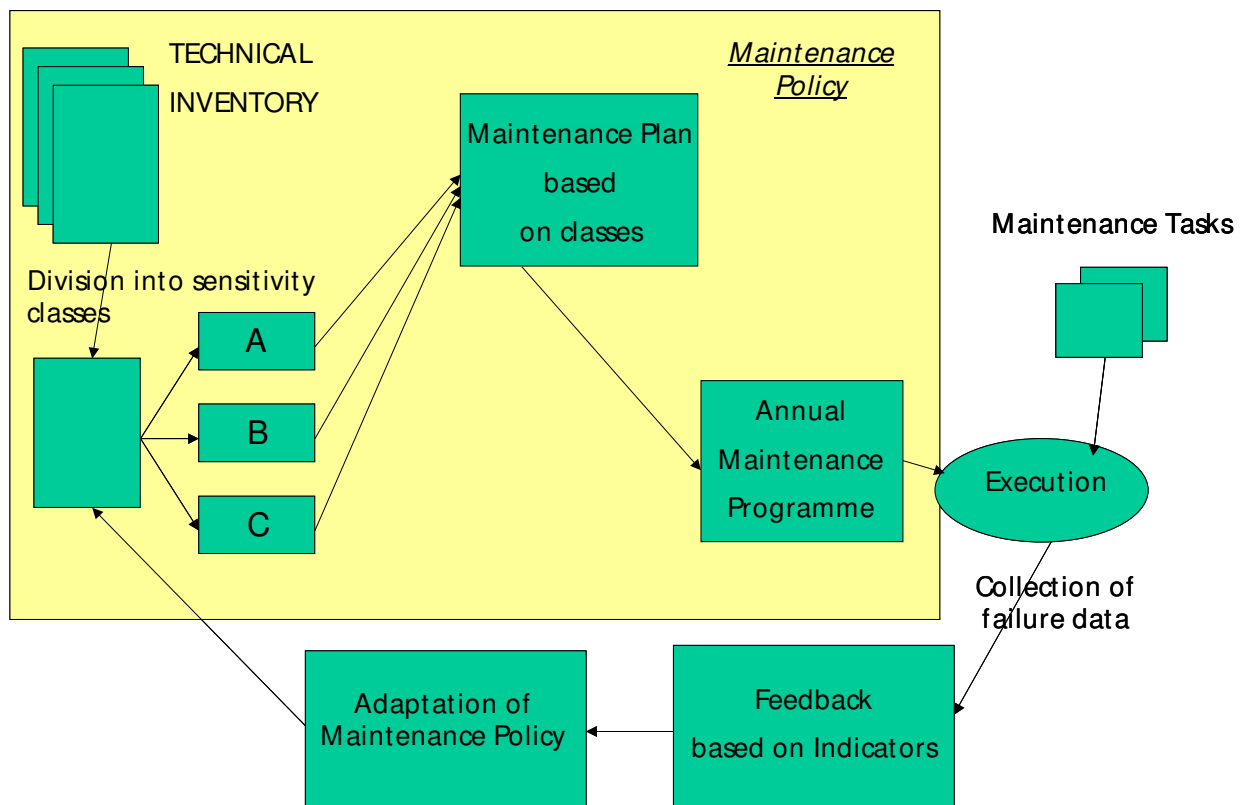 TECHNICAL
INVENTORY
Maintenance
Policy
Maintenance Plan
based
on classes
Maintenance Tasks
Division into sensitivity
classes
A
B
C
Annual
Maintenance
Programme
Execution
Collection of
failure data
Adaptation of
Maintenance Policy
Feedback
based on Indicators